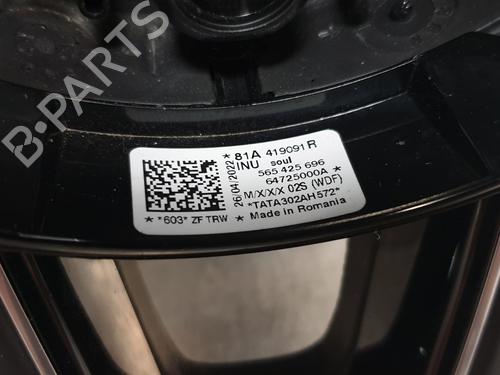 B-PARTS
*81A 419091R
/INU soul
565 425 696
64725000A
M/X/X/X 02S (WDF)
*TATA302AH572*
* Made in Romania
26/04/2022
* *603* ZF TRW